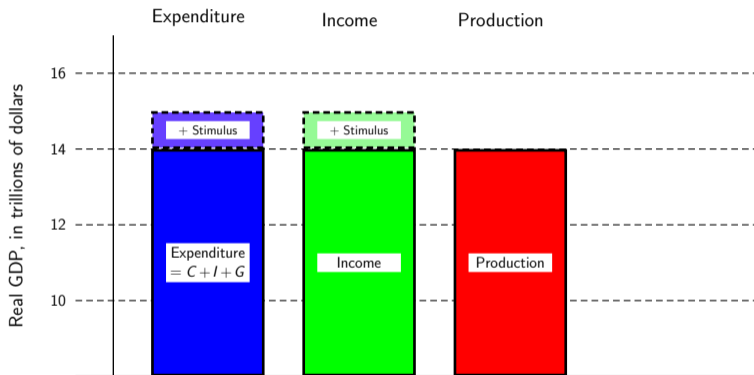 Expenditure
Income
Production
Real GDP, in trillions of dollars
16
14
12
10
+ Stimulus
+ Stimulus
Expenditure
= C + I + G
Income
Production